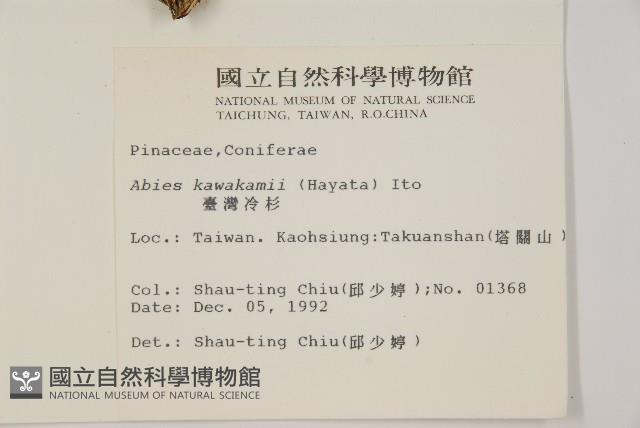 國立自然科學博物館
NATIONAL MUSEUM OF NATURAL SCIENCE
TAICHUNG, TAIWAN, R.O.CHINA
Pinaceae,Coniferae
Abies kawakamii (Hayata) Ito
臺灣冷杉
Loc.: Taiwan. Kaohsiung:Takuanshan(塔關山)
Col.: Shau-ting Chiu(邱少婷);No. 01368
Date: Dec. 05, 1992
Det.: Shau-ting Chiu(邱少婷)
國立自然科學博物館
NATIONAL MUSEUM OF NATURAL SCIENCE